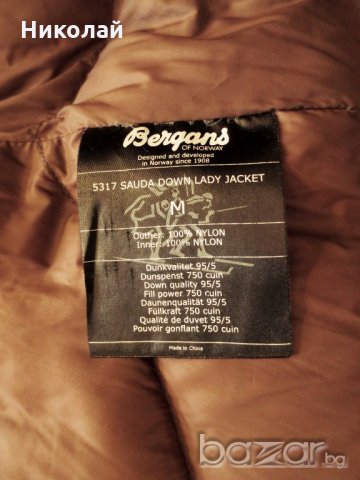 Николай
Bergans
OF NORWAY
Designed and developed
in Norway since 1908
5317 SAUDA DOWN LADY JACKET
M
Outher: 100% NYLON
Inner: 100% NYLON
Dunkvalitet 95/5
Dunspenst 750 cuin
Down quality 95/5
Fill power 750 cuin
Daunenqualität 95/5
Füllkraft 750 cuin
Qualité de duvet 95/5
Pouvoir gonflant 750 cuin
Made in China
bazar.bg